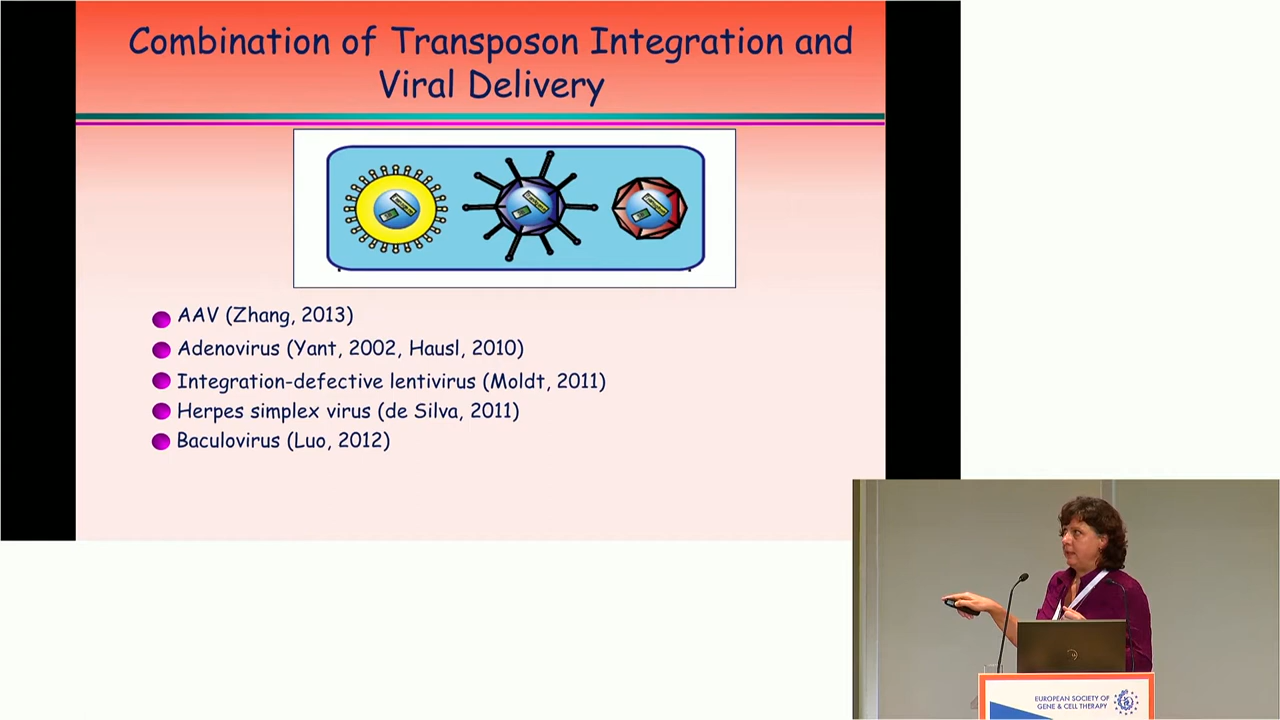 Combination of Transposon Integration and
Viral Delivery
AAV (Zhang, 2013)
Adenovirus (Yant, 2002, Hausl, 2010)
Integration-defective lentivirus (Moldt, 2011)
Herpes simplex virus (de Silva, 2011)
Baculovirus (Luo, 2012)
EUROPEAN SOCIETY OF
GENE & CELL THERAPY